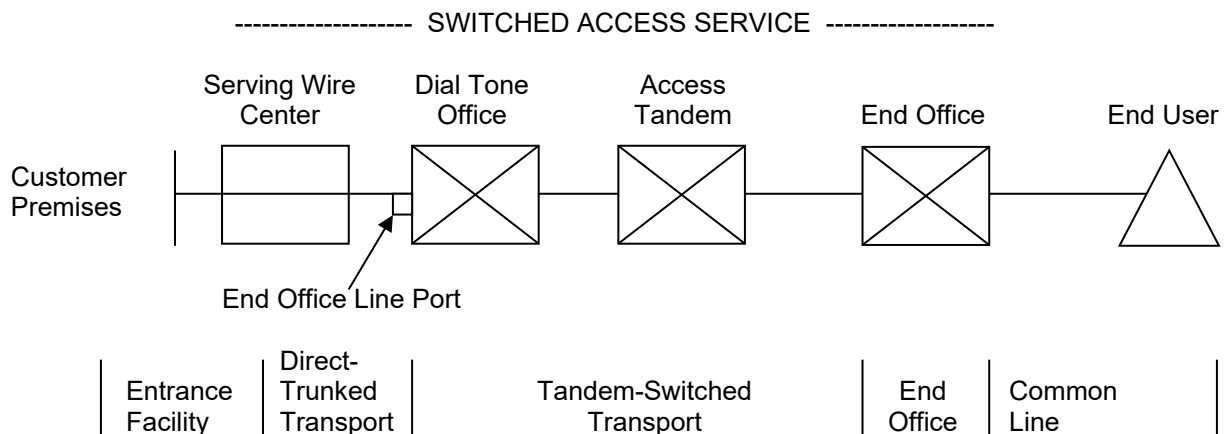 ------------------- SWITCHED ACCESS SERVICE ------------------
Serving Wire
Center
Dial Tone
Office
Access
Tandem
End Office
End User
Customer
Premises
End Office Line Port
Entrance
Facility
Direct-
Trunked
Transport
Tandem-Switched
Transport
End
Office
Common
Line